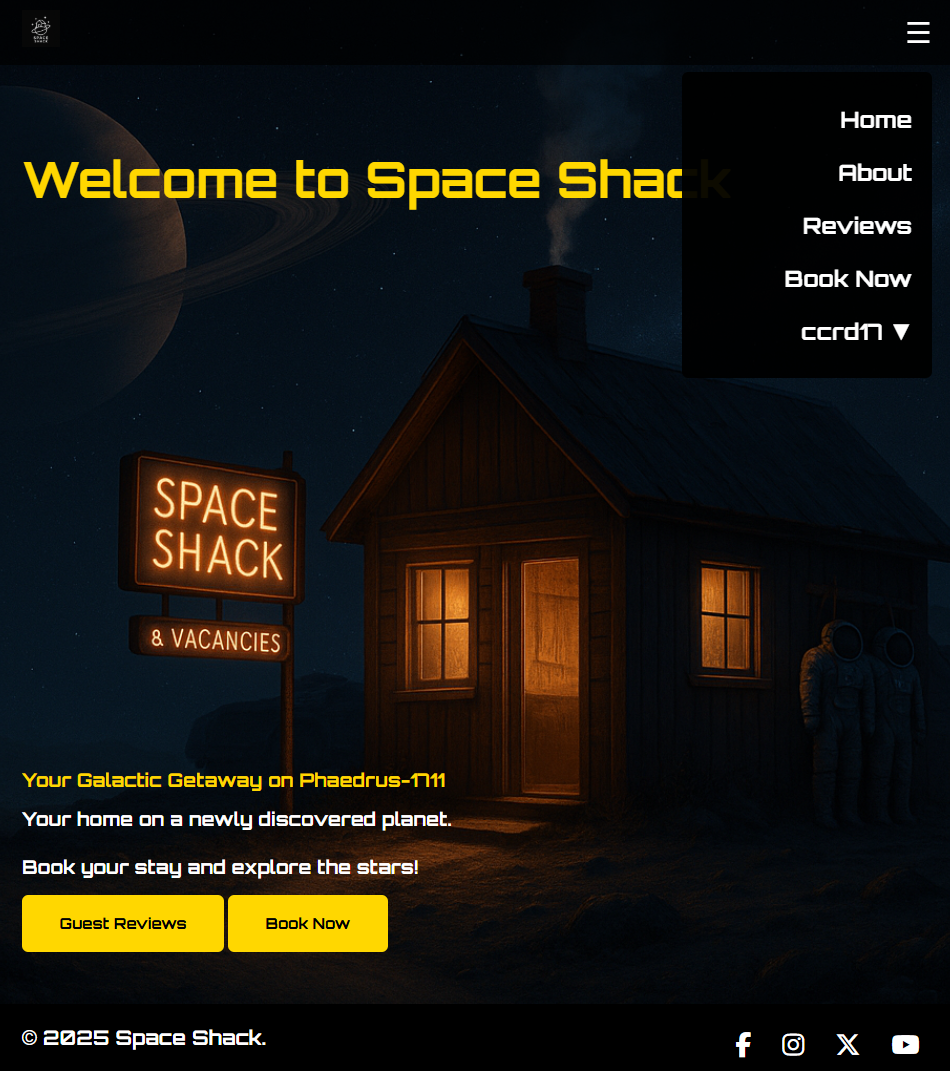 SPACE
SHACK
Home
About
Reviews
Book Now
ccrd17 ▼
Welcome to Space Shack
SPACE
SHACK
& VACANCIES
Your Galactic Getaway on Phaedrus-1711
Your home on a newly discovered planet.
Book your stay and explore the stars!
Guest Reviews
Book Now
© 2025 Space Shack.